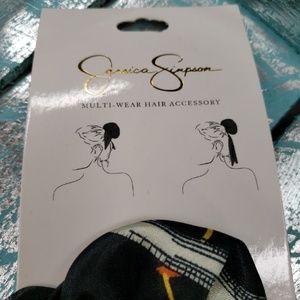 Jessica Simpson
MULTI-WEAR HAIR ACCESSORY